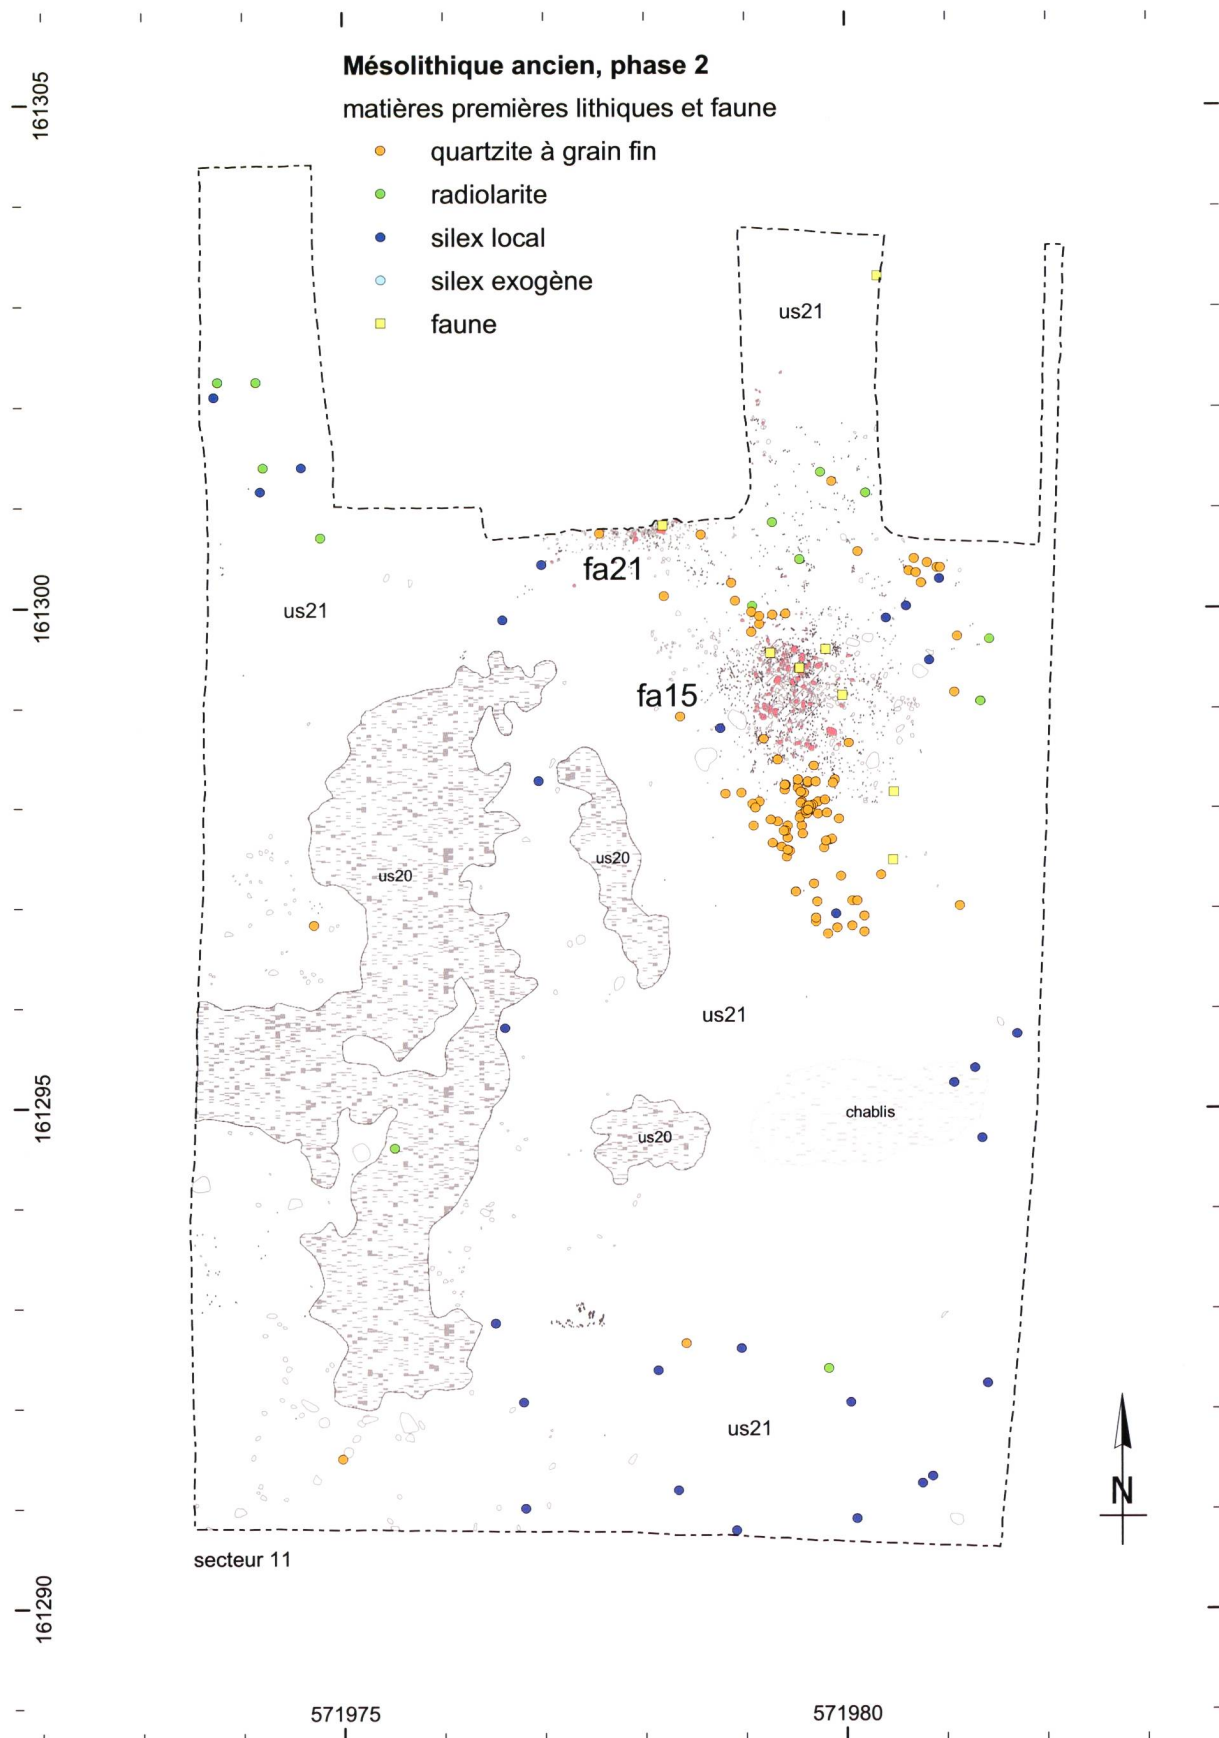 Mésolithique ancien, phase 2
matières premières lithiques et faune
quartzite à grain fin
radiolarite
silex local
silex exogène
faune
161305
us21
fa21
161300
us21
fa15
us20
us20
us21
161295
chablis
us20
us21
N
secteur 11
161290
571975
571980